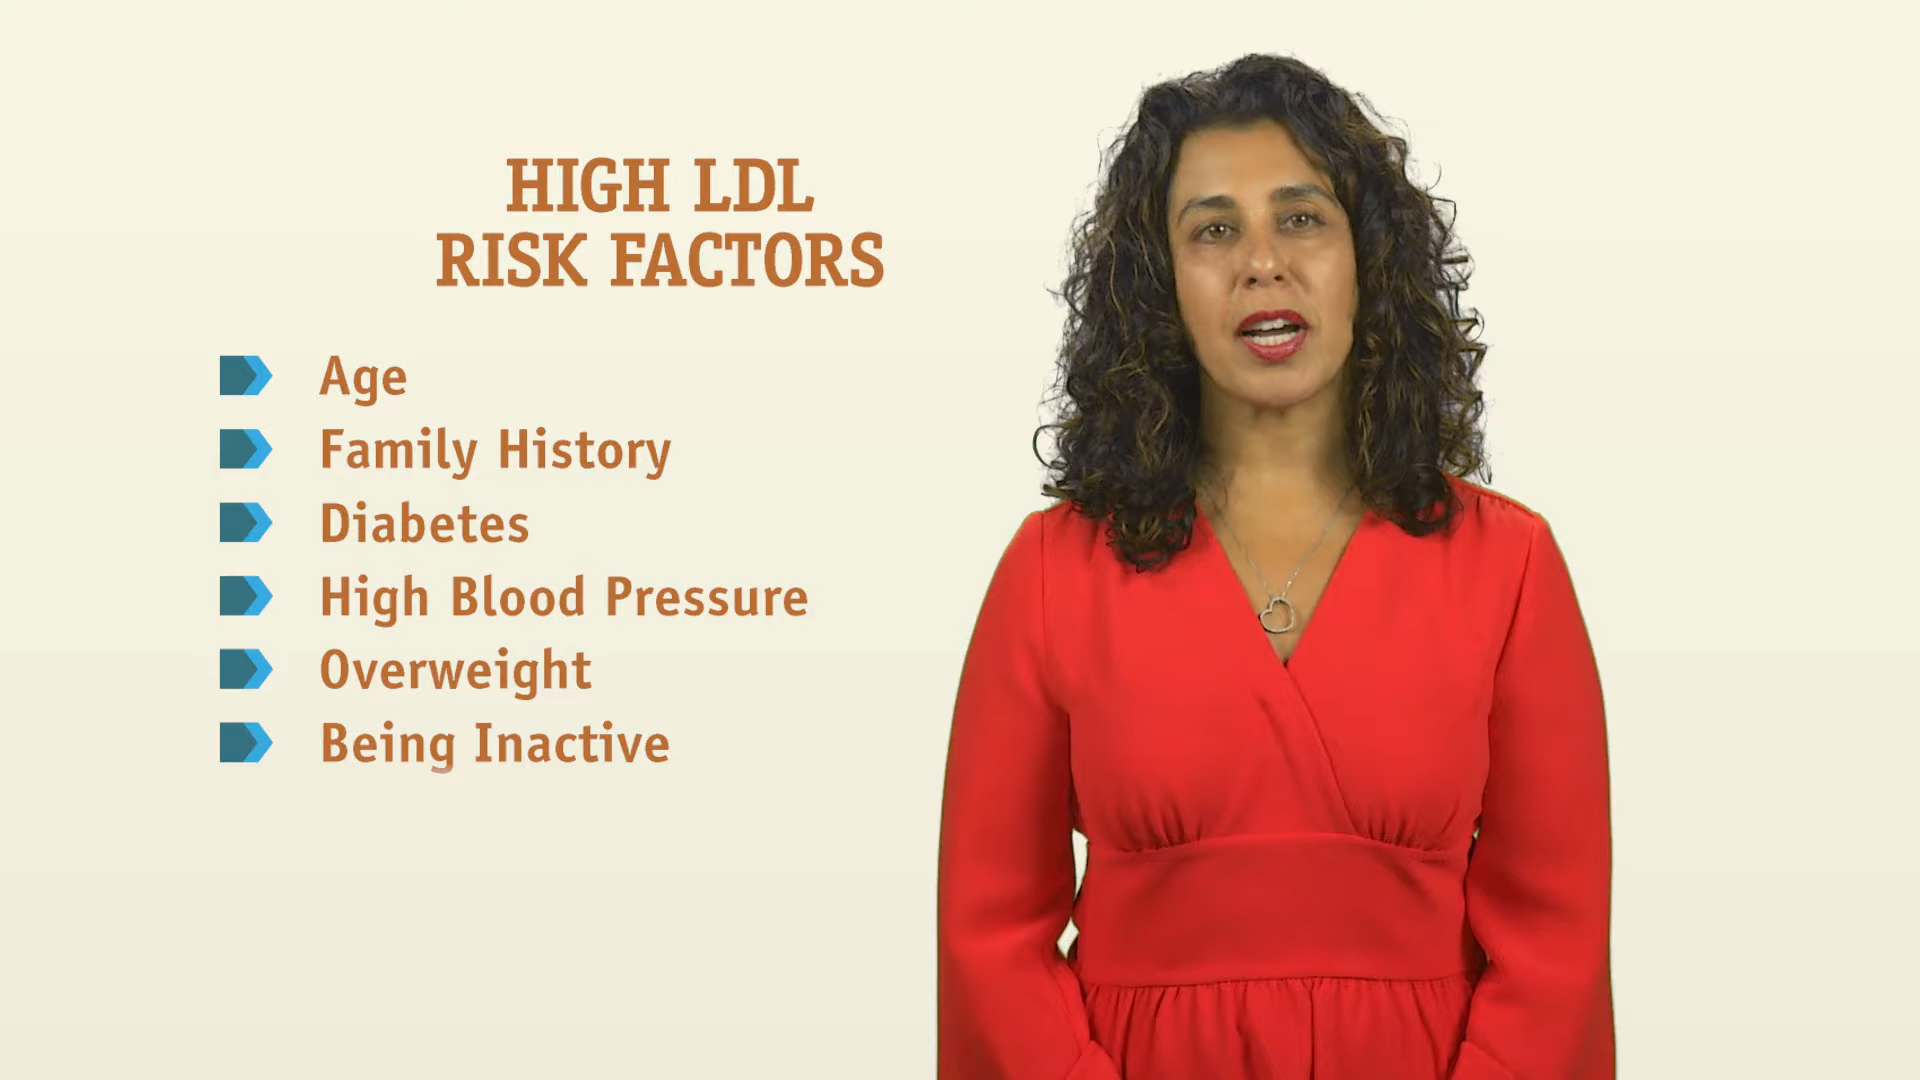 HIGH LDL
RISK FACTORS
Age
Family History
Diabetes
High Blood Pressure
Overweight
Being Inactive